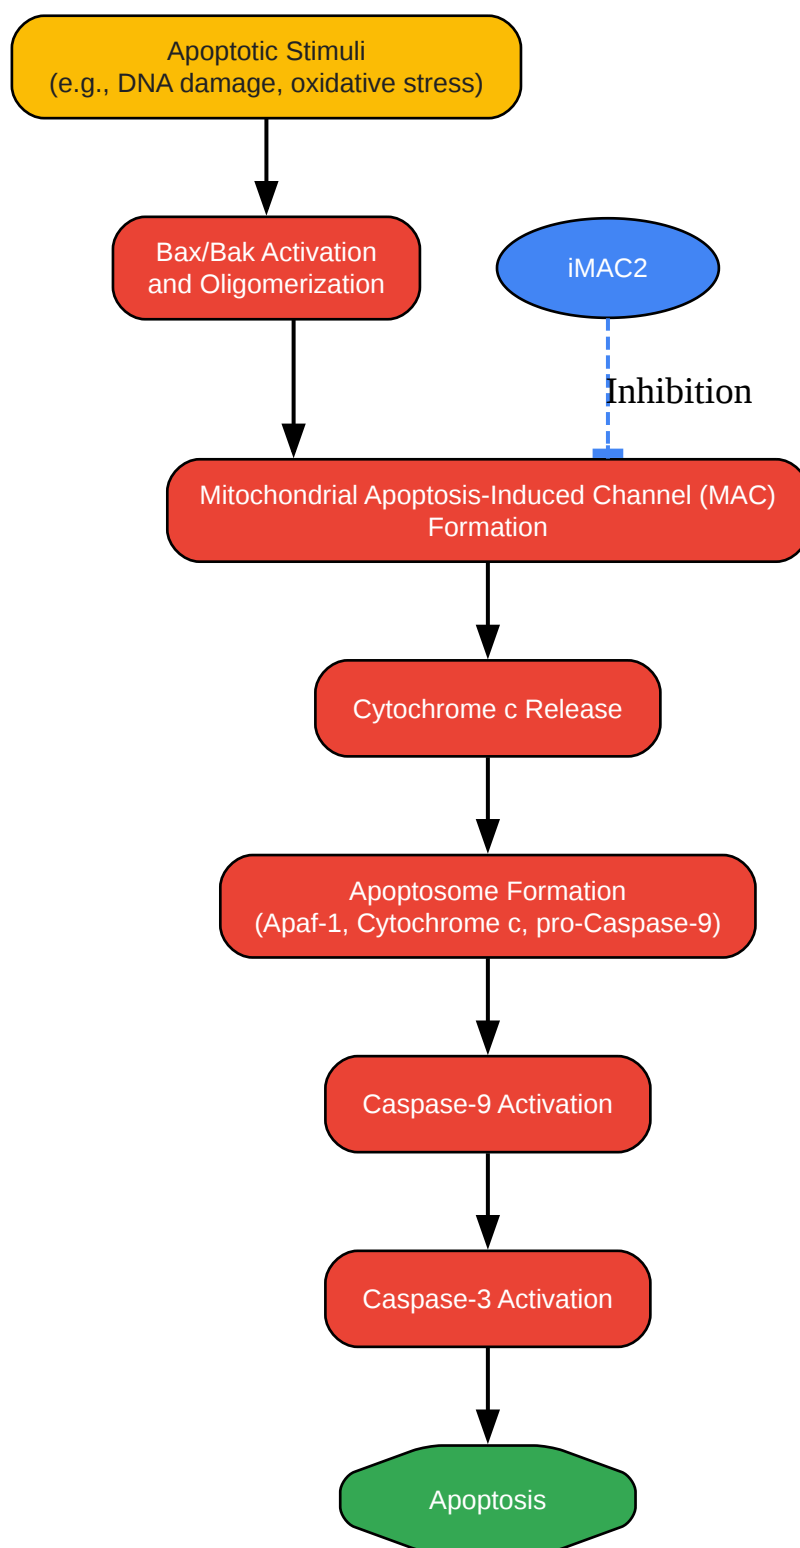 Apoptotic Stimuli
(e.g., DNA damage, oxidative stress)
Bax/Bak Activation
and Oligomerization
iMAC2
Inhibition
Mitochondrial Apoptosis-Induced Channel (MAC)
Formation
Cytochrome c Release
Apoptosome Formation
(Apaf-1, Cytochrome c, pro-Caspase-9)
Caspase-9 Activation
Caspase-3 Activation
Apoptosis